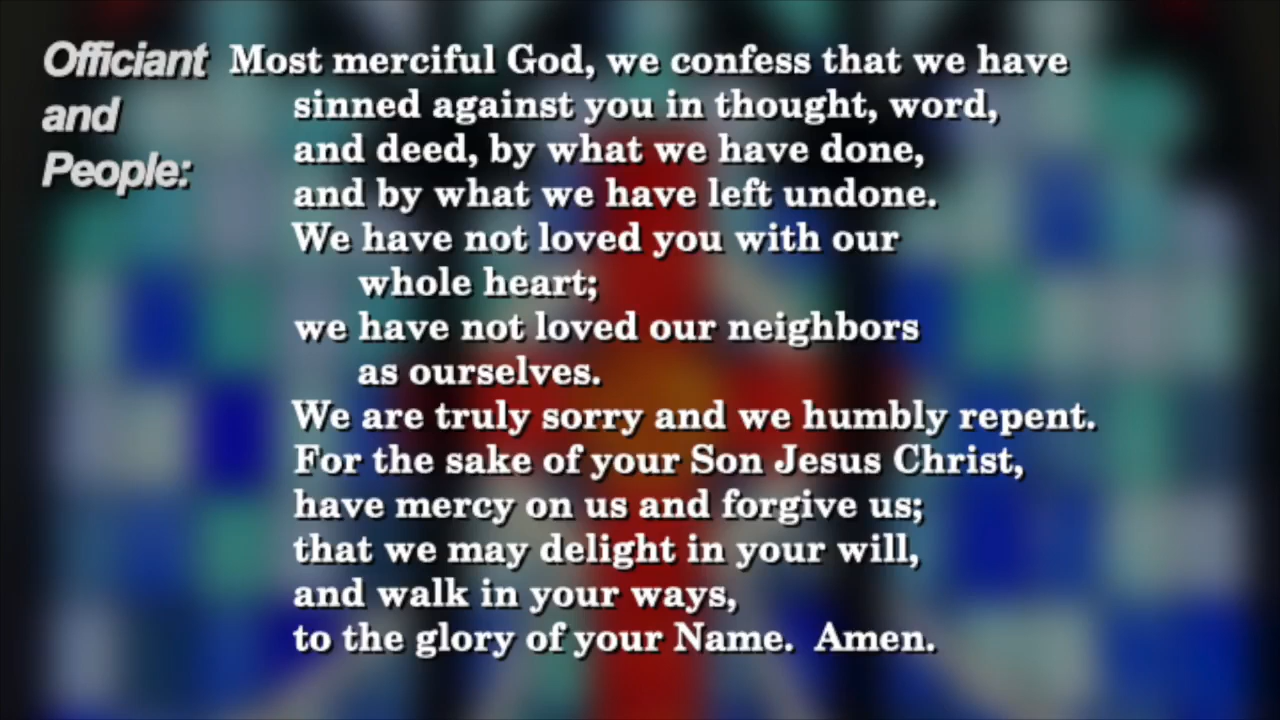 Officiant
and
People:
Most merciful God, we confess that we have
sinned against you in thought, word,
and deed, by what we have done,
and by what we have left undone.
We have not loved you with our
whole heart;
we have not loved our neighbors
as ourselves.
We are truly sorry and we humbly repent.
For the sake of your Son Jesus Christ,
have mercy on us and forgive us;
that we may delight in your will,
and walk in your ways,
to the glory of your Name.  Amen.